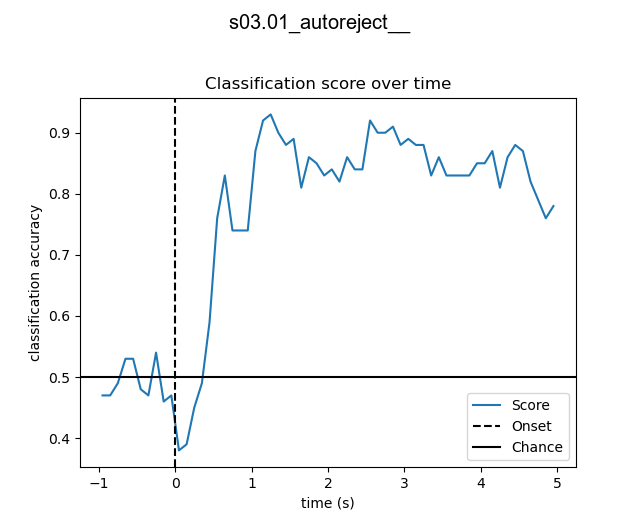 s03.01_autoreject__
Classification score over time
classification accuracy
0.9
0.8
0.7
0.6
0.5
0.4
Score
Onset
Chance
−1
0
1
2
3
4
5
time (s)